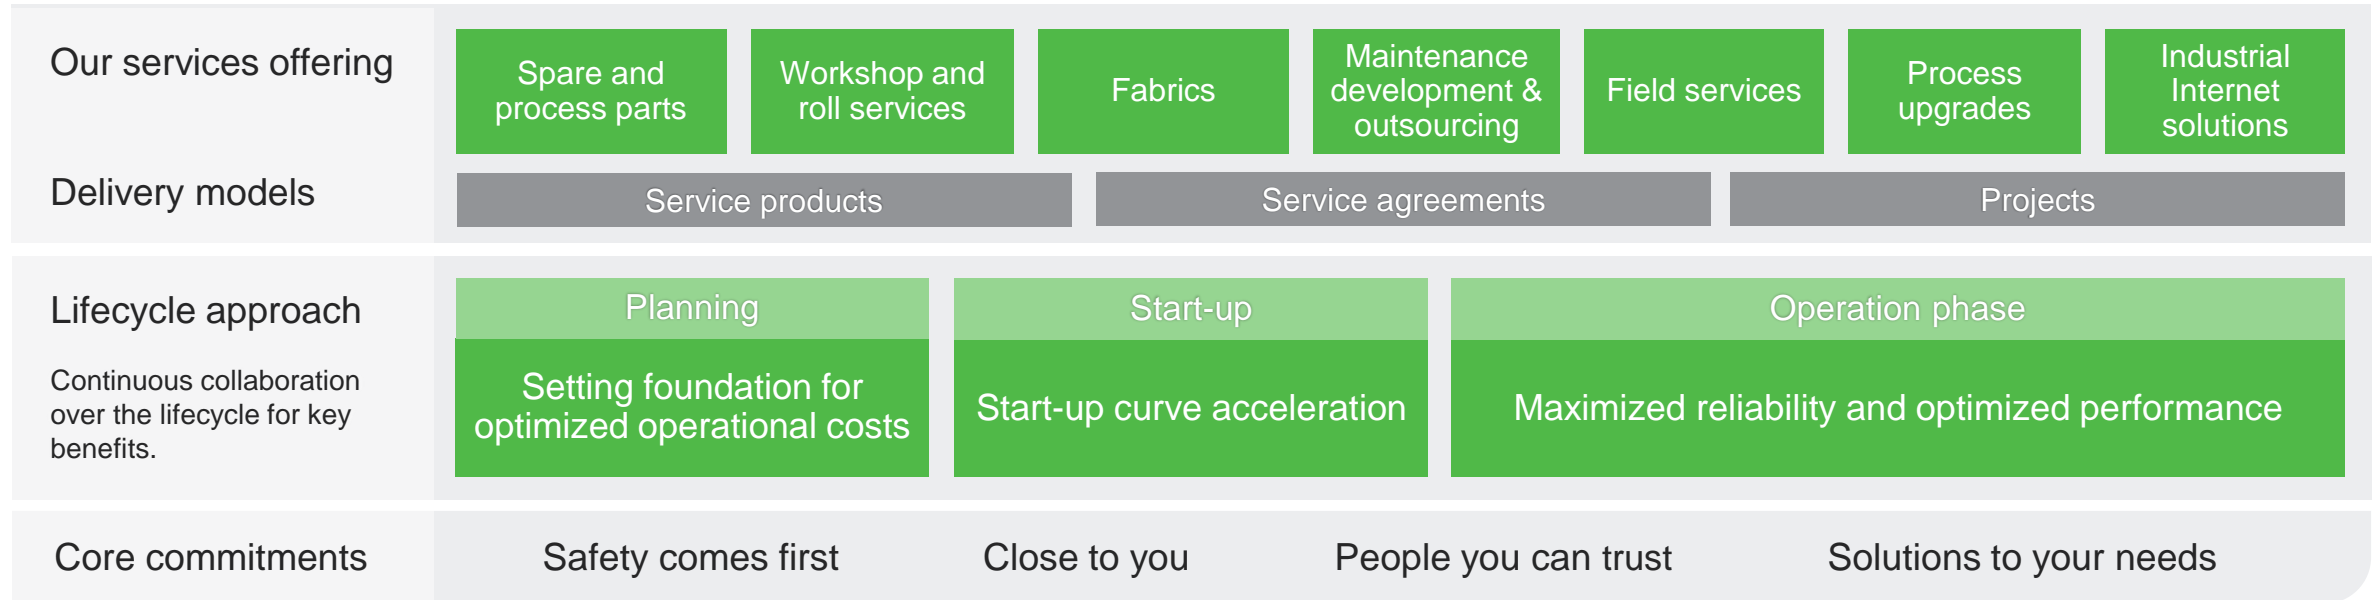 Our services offering
Spare and
process parts
Workshop and
roll services
Fabrics
Maintenance
development &
outsourcing
Field services
Process
upgrades
Industrial
Internet
solutions
Delivery models
Service products
Service agreements
Projects
Lifecycle approach
Continuous collaboration
over the lifecycle for key
benefits.
Planning
Setting foundation for
optimized operational costs
Start-up
Start-up curve acceleration
Operation phase
Maximized reliability and optimized performance
Core commitments
Safety comes first
Close to you
People you can trust
Solutions to your needs